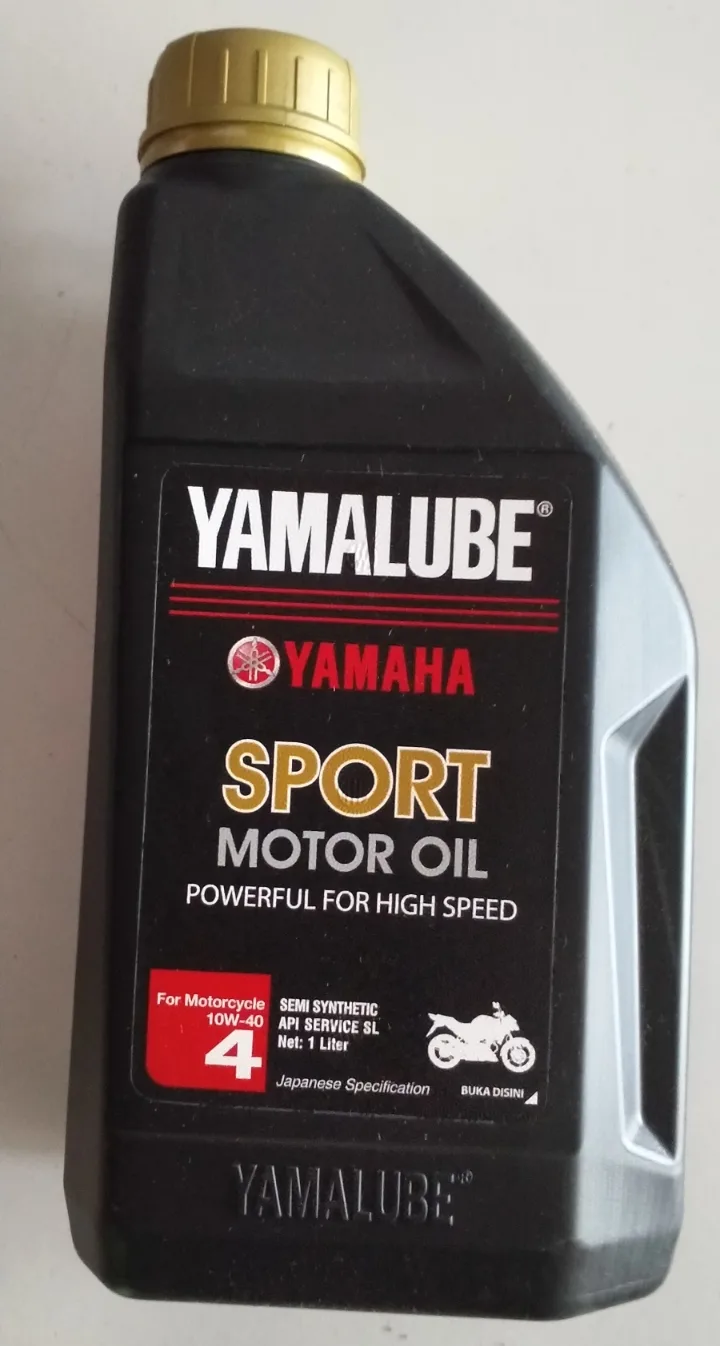 YAMALUBE®
YAMAHA
SPORT
MOTOR OIL
POWERFUL FOR HIGH SPEED
For Motorcycle
10W-40
4
SEMI SYNTHETIC
API SERVICE SL
Net: 1 Liter
Japanese Specification
BUKA DISINI
YAMALUBE®